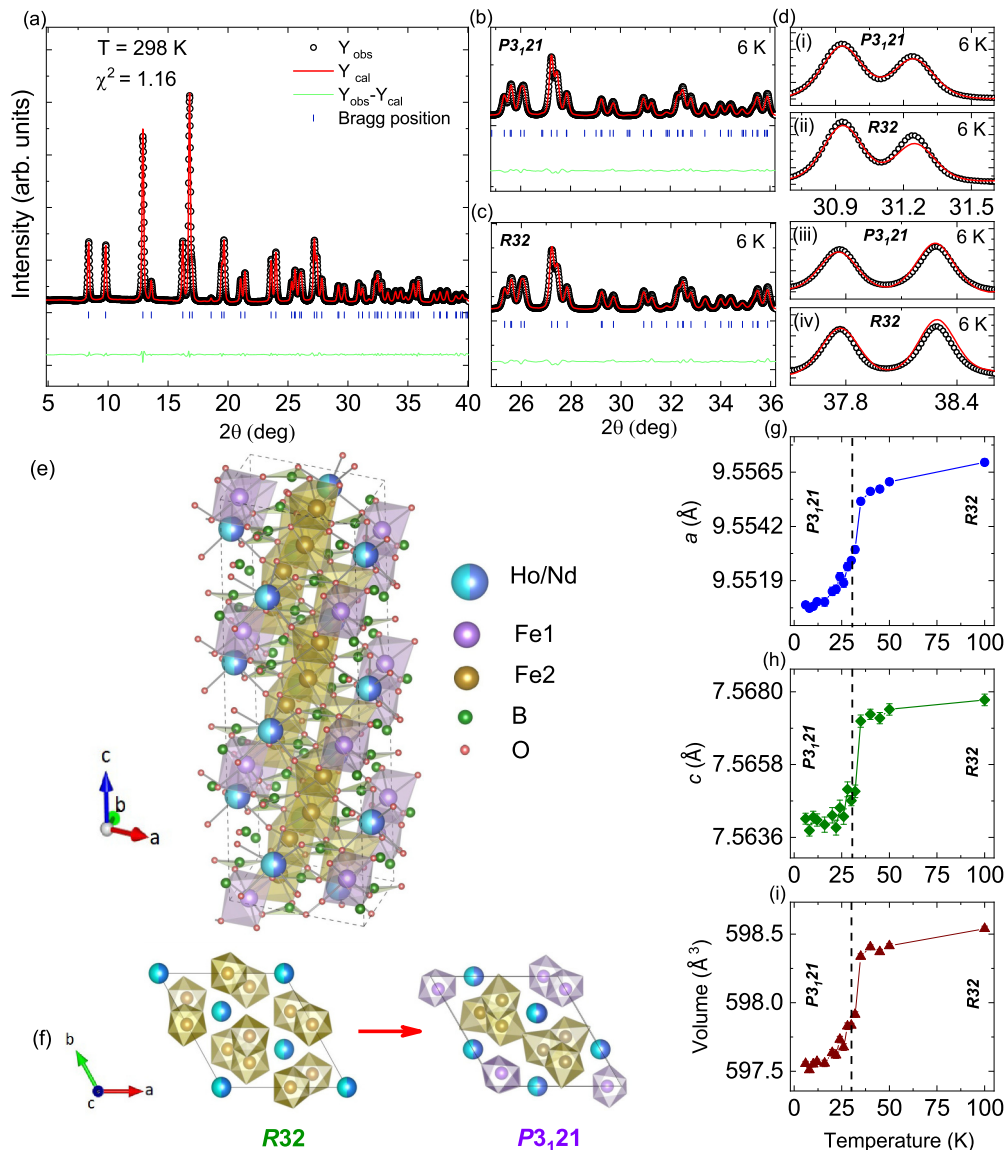 (a)
T = 298 K
χ² = 1.16
Y obs
Y cal
Yobs-Ycal
Bragg position
Intensity (arb. units)
5 10 15 20 25 30 35 40
2θ (deg)
(b)
P3₁21
6 K
(c)
R32
6 K
26 28 30 32 34 36
2θ (deg)
(d)
(i)
P3₁21
6 K
(ii)
R32
6 K
30.9 31.2 31.5
(iii)
P3₁21
6 K
(iv)
R32
6 K
37.8 38.4
(e)
Ho/Nd
Fe1
Fe2
B
O
c
b
a
(f)
b
c
a
R32
P3₁21
(g)
9.5565
9.5542
9.5519
a (Å)
P3₁21
R32
0 25 50 75 100
(h)
7.5680
7.5658
7.5636
c (Å)
P3₁21
R32
0 25 50 75 100
(i)
598.5
598.0
597.5
Volume (Å³)
P3₁21
R32
0 25 50 75 100
Temperature (K)